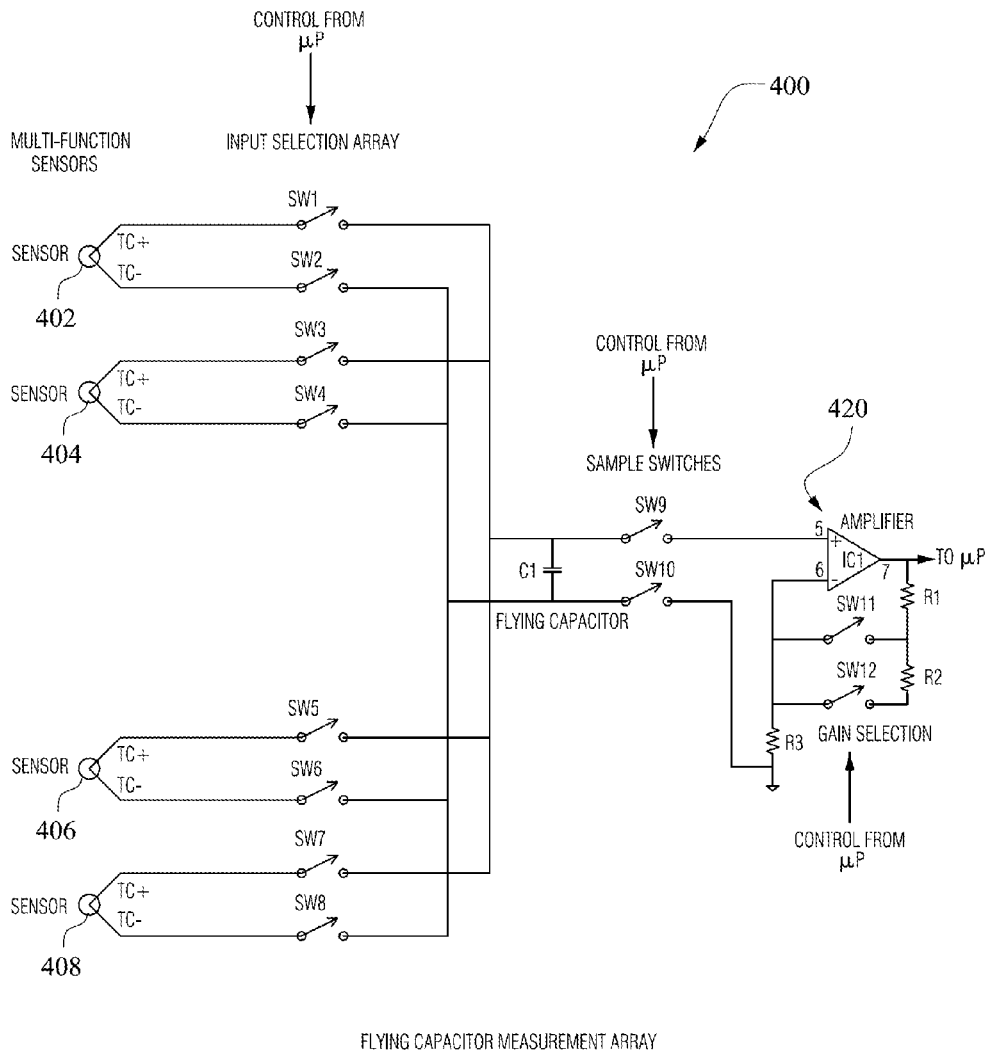 CONTROL FROM
μP
400
MULTI-FUNCTION
SENSORS
INPUT SELECTION ARRAY
SW1
SENSOR
TC+
TC-
SW2
402
SW3
SENSOR
TC+
TC-
SW4
404
CONTROL FROM
μP
420
SAMPLE SWITCHES
SW9
5
AMPLIFIER
+
IC1
TO μP
C1
6
-
7
SW10
R1
FLYING CAPACITOR
SW11
SW12
R2
SW5
R3
GAIN SELECTION
SENSOR
TC+
TC-
SW6
406
SW7
CONTROL FROM
μP
SENSOR
TC+
TC-
SW8
408
FLYING CAPACITOR MEASUREMENT ARRAY